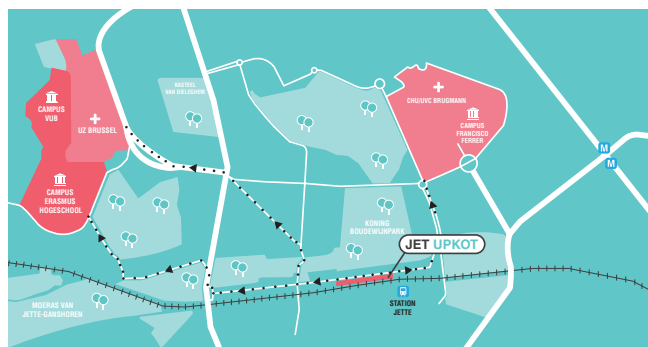 CAMPUS
VUB
UZ BRUSSEL
CAMPUS
ERASMUS
HOGESCHOOL
KASTEEL
VAN DIELEGHEM
CHU/UVC BRUGMANN
CAMPUS
FRANCISCO
FERRER
M
M
KONING
BOUDEWIJNPARK
JET UPKOT
STATION
JETTE
MOERAS VAN
JETTE-GANSHOREN